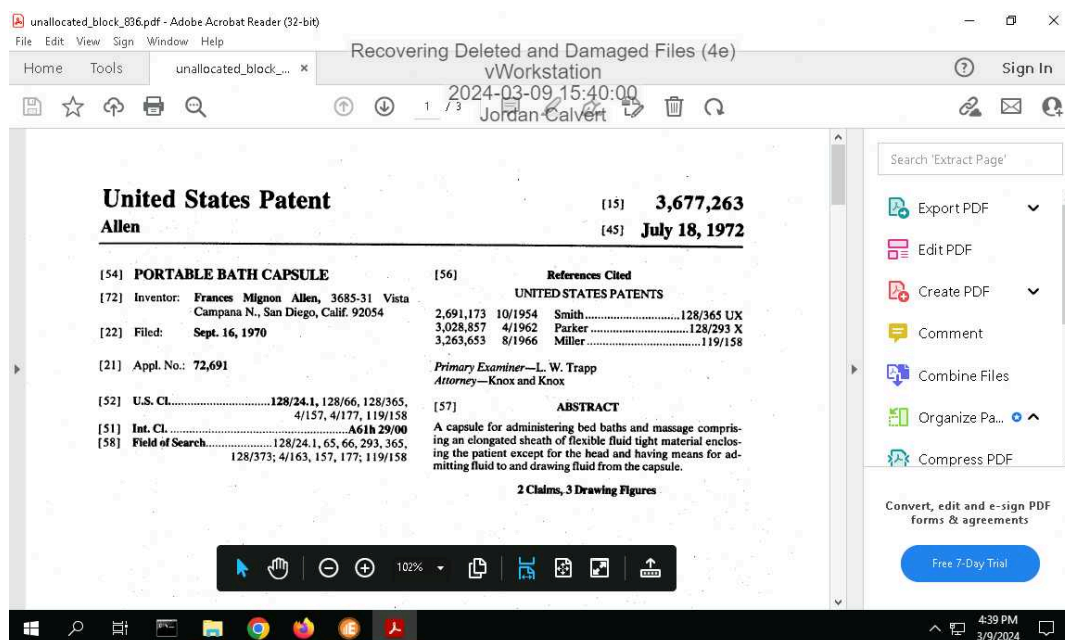 unallocated_block_836.pdf - Adobe Acrobat Reader (32-bit)
File Edit View Sign Window Help
Recovering Deleted and Damaged Files (4e)
vWorkstation
2024-03-09 15:40:00
Jordan Calvert
Home Tools unallocated_block_... × Sign In
1 / 3
United States Patent [15] 3,677,263
Allen [45] July 18, 1972
[54] PORTABLE BATH CAPSULE
[72] Inventor: Frances Mignon Allen, 3685-31 Vista
Campana N., San Diego, Calif. 92054
[22] Filed: Sept. 16, 1970
[21] Appl. No.: 72,691
[52] U.S. Cl. 128/24.1, 128/66, 128/365,
4/157, 4/177, 119/158
[51] Int. Cl. A61h 29/00
[58] Field of Search 128/24.1, 65, 66, 293, 365,
128/373; 4/163, 157, 177; 119/158
[56] References Cited
UNITED STATES PATENTS
2,691,173 10/1954 Smith 128/365 UX
3,028,857 4/1962 Parker 128/293 X
3,263,653 8/1966 Miller 119/158
Primary Examiner—L. W. Trapp
Attorney—Knox and Knox
[57] ABSTRACT
A capsule for administering bed baths and massage compris-
ing an elongated sheath of flexible fluid tight material enclos-
ing the patient except for the head and having means for ad-
mitting fluid to and drawing fluid from the capsule.
2 Claims, 3 Drawing Figures
102%
Search 'Extract Page'
Export PDF
Edit PDF
Create PDF
Comment
Combine Files
Organize Pa...
Compress PDF
Convert, edit and e-sign PDF
forms & agreements
Free 7-Day Trial
4:39 PM
3/9/2024